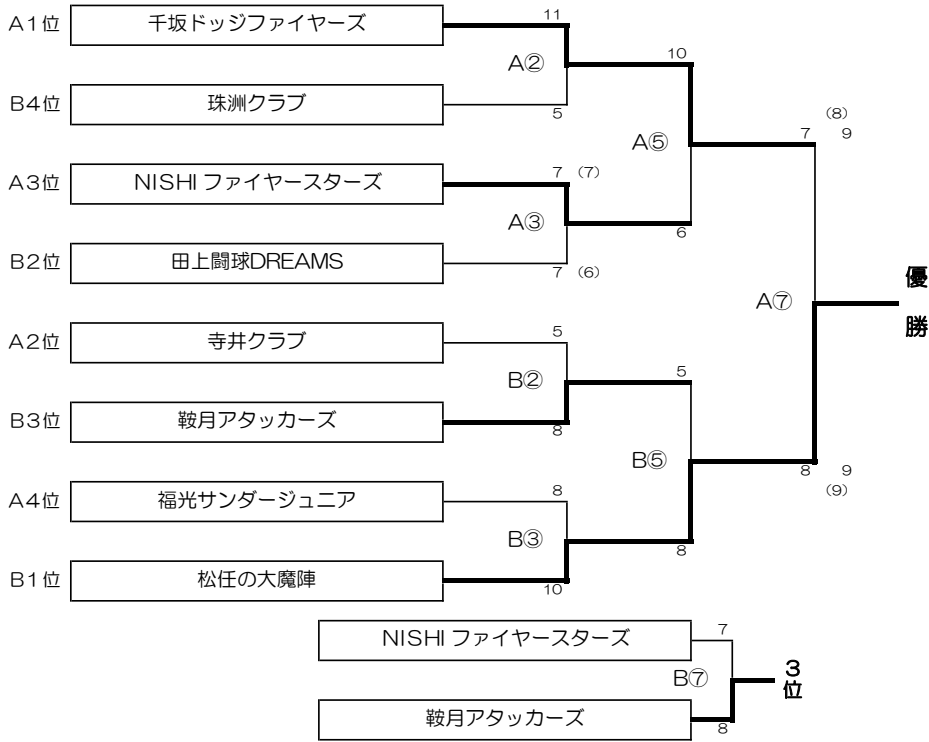 A1位 千坂ドッジファイヤーズ 11
A② 10
B4位 珠洲クラブ 5
(8)
A⑤ 7 9
A3位 NISHI ファイヤースターズ 7 (7)
A③ 6
B2位 田上闘球DREAMS 7 (6)
優
A⑦
勝
A2位 寺井クラブ 5
B② 5
B3位 鞍月アタッカーズ 8
B⑤ 8 9
(9)
A4位 福光サンダージュニア 8
B③ 8
B1位 松任の大魔陣 10
NISHI ファイヤースターズ 7
B⑦ 3位
鞍月アタッカーズ 8